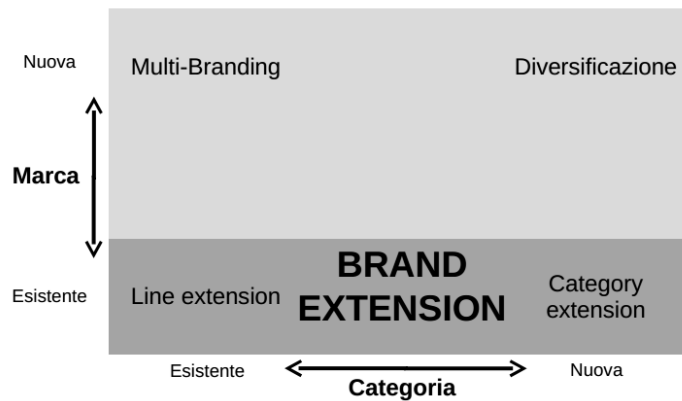 Nuova
Multi-Branding
Diversificazione
Marca
Esistente
Line extension
BRAND
EXTENSION
Category
extension
Esistente
Nuova
Categoria